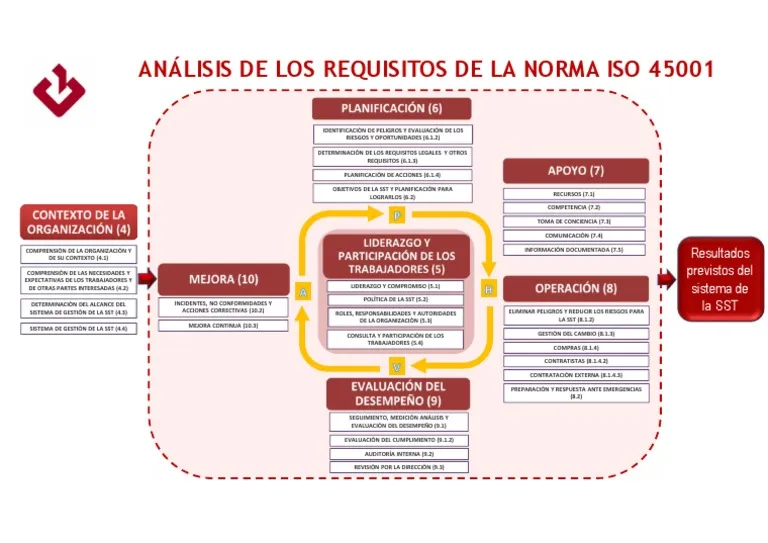 ANÁLISIS DE LOS REQUISITOS DE LA NORMA ISO 45001
PLANIFICACIÓN (6)
IDENTIFICACIÓN DE PELIGROS Y EVALUACIÓN DE LOS
RIESGOS Y OPORTUNIDADES (6.1.2)
DETERMINACIÓN DE LOS REQUISITOS LEGALES Y OTROS
REQUISITOS (6.1.3)
PLANIFICACIÓN DE ACCIONES (6.1.4)
OBJETIVOS DE LA SST Y PLANIFICACIÓN PARA
LOGRARLOS (6.2)
APOYO (7)
RECURSOS (7.1)
COMPETENCIA (7.2)
TOMA DE CONCIENCIA (7.3)
COMUNICACIÓN (7.4)
INFORMACIÓN DOCUMENTADA (7.5)
CONTEXTO DE LA
ORGANIZACIÓN (4)
COMPRENSIÓN DE LA ORGANIZACIÓN Y
DE SU CONTEXTO (4.1)
COMPRENSIÓN DE LAS NECESIDADES Y
EXPECTATIVAS DE LOS TRABAJADORES Y
DE OTRAS PARTES INTERESADAS (4.2)
DETERMINACIÓN DEL ALCANCE DEL
SISTEMA DE GESTIÓN DE LA SST (4.3)
SISTEMA DE GESTIÓN DE LA SST (4.4)
MEJORA (10)
INCIDENTES, NO CONFORMIDADES Y
ACCIONES CORRECTIVAS (10.2)
MEJORA CONTINUA (10.3)
P
A
H
V
LIDERAZGO Y
PARTICIPACIÓN DE LOS
TRABAJADORES (5)
LIDERAZGO Y COMPROMISO (5.1)
POLÍTICA DE LA SST (5.2)
ROLES, RESPONSABILIDADES Y AUTORIDADES
DE LA ORGANIZACIÓN (5.3)
CONSULTA Y PARTICIPACIÓN DE LOS
TRABAJADORES (5.4)
OPERACIÓN (8)
ELIMINAR PELIGROS Y REDUCIR LOS RIESGOS PARA
LA SST (8.1.2)
GESTIÓN DEL CAMBIO (8.1.3)
COMPRAS (8.1.4)
CONTRATISTAS (8.1.4.2)
CONTRATACIÓN EXTERNA (8.1.4.3)
PREPARACIÓN Y RESPUESTA ANTE EMERGENCIAS
(8.2)
Resultados
previstos del
sistema de
la SST
EVALUACIÓN DEL
DESEMPEÑO (9)
SEGUIMIENTO, MEDICIÓN ANÁLISIS Y
EVALUACIÓN DEL DESEMPEÑO (9.1)
EVALUACIÓN DEL CUMPLIMIENTO (9.1.2)
AUDITORÍA INTERNA (9.2)
REVISIÓN POR LA DIRECCIÓN (9.3)